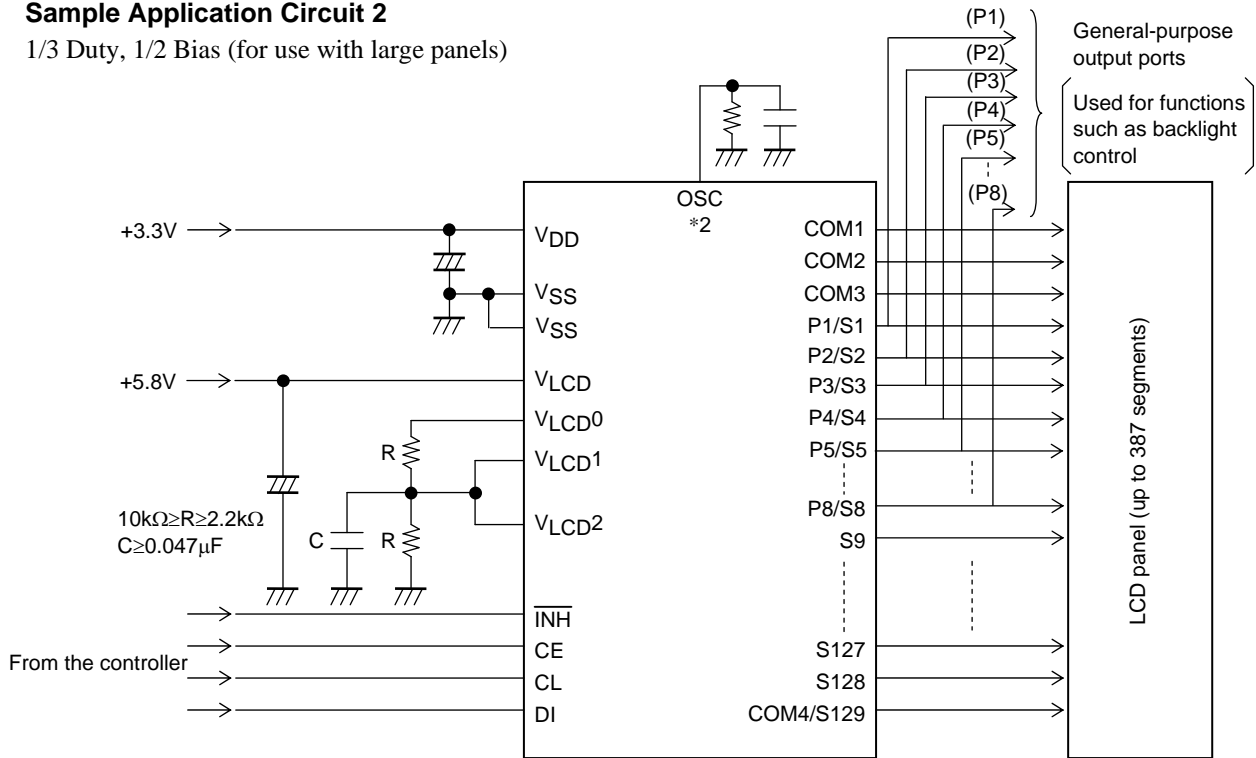 Sample Application Circuit 2
1/3 Duty, 1/2 Bias (for use with large panels)
(P1)
(P2)
(P3)
(P4)
(P5)
(P8)
General-purpose
output ports
Used for functions
such as backlight
control
OSC
*2
+3.3V
VDD
VSS
VSS
+5.8V
VLCD
VLCD0
R
VLCD1
VLCD2
10kΩ≥R≥2.2kΩ
C≥0.047μF
C
R
INH
From the controller
CE
CL
DI
COM1
COM2
COM3
P1/S1
P2/S2
P3/S3
P4/S4
P5/S5
P8/S8
S9
S127
S128
COM4/S129
LCD panel (up to 387 segments)